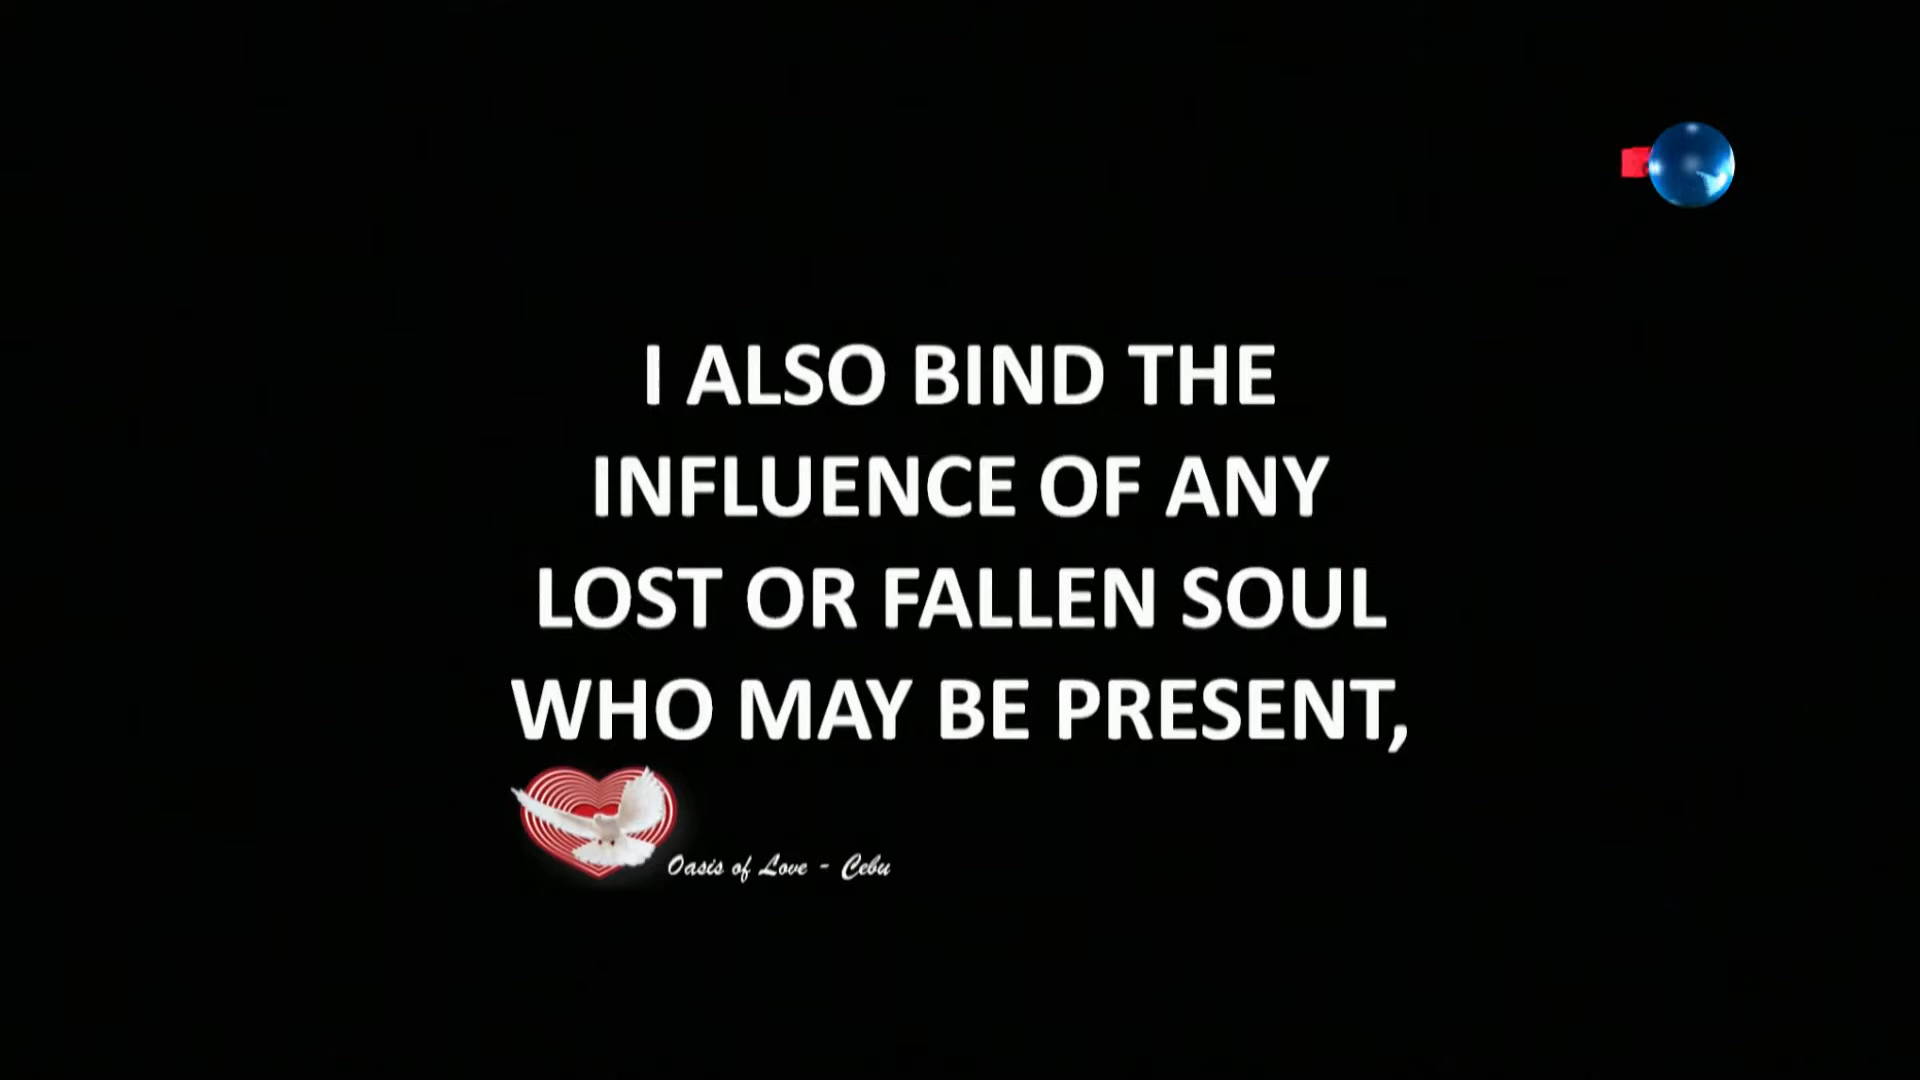 I ALSO BIND THE
INFLUENCE OF ANY
LOST OR FALLEN SOUL
WHO MAY BE PRESENT,
Oasis of Love - Cebu